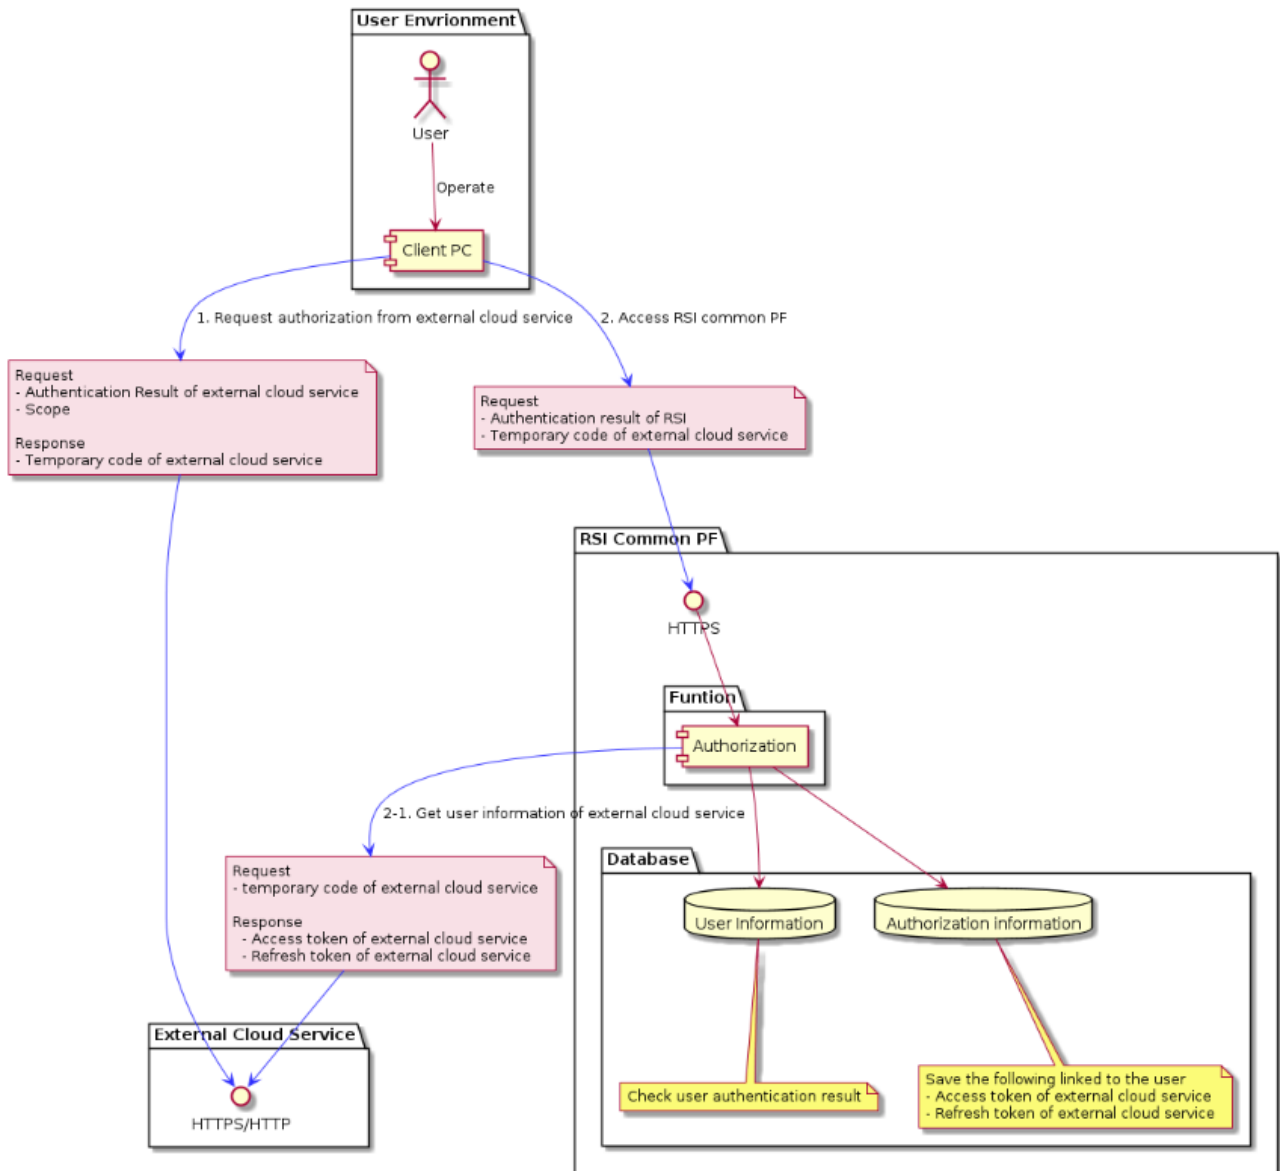 User Envrionment
User
Operate
Client PC
1. Request authorization from external cloud service
2. Access RSI common PF
Request
- Authentication Result of external cloud service
- Scope
Response
- Temporary code of external cloud service
Request
- Authentication result of RSI
- Temporary code of external cloud service
RSI Common PF
HTTPS
Funtion
Authorization
2-1. Get user information of external cloud service
Request
- temporary code of external cloud service
Response
- Access token of external cloud service
- Refresh token of external cloud service
Database
User Information
Authorization information
External Cloud Service
HTTPS/HTTP
Check user authentication result
Save the following linked to the user
- Access token of external cloud service
- Refresh token of external cloud service